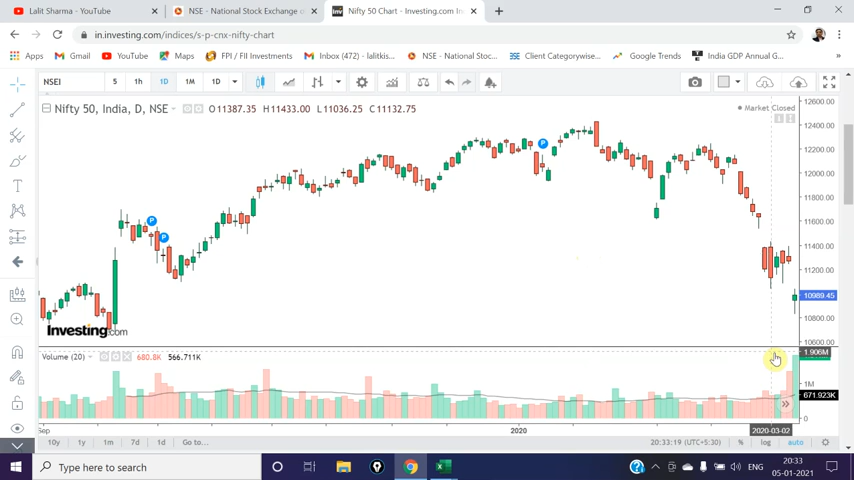 Lalit Sharma - YouTube
NSE - National Stock Exchange o
Nifty 50 Chart - Investing.com In
in.investing.com/indices/s-p-cnx-nifty-chart
Apps
Gmail
YouTube
Maps
FPI / FII Investments
Inbox (472) - lalitkis...
NSE - National Stoc...
Client Categorywise...
Google Trends
India GDP Annual G...
NSEI
5
1h
1D
1M
1D
Nifty 50, India, D, NSE
O11387.35 H11433.00 L11036.25 C11132.75
Market Closed
12600.00
12400.00
12200.00
12000.00
11800.00
11600.00
11400.00
11200.00
10989.45
10800.00
10600.00
P
P
P
Investing.com
Volume (20)
680.8K
566.711K
1.906M
1M
671.923K
0
Sep
2020
2020-03-02
10y
1y
1m
7d
1d
Go to...
20:33:19 (UTC+5:30)
%
log
auto
Type here to search
ENG
20:33
05-01-2021